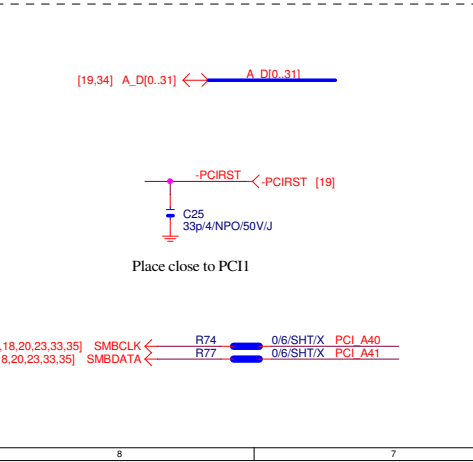 [19,34] A_D[0..31] A_D[0..31]
-PCIRST -PCIRST [19]
C25
33p/4/NPO/50V/J
Place close to PCI1
,18,20,23,33,35] SMBCLK R74 0/6/SHT/X PCI_A40
8,20,23,33,35] SMBDATA R77 0/6/SHT/X PCI_A41
8 7